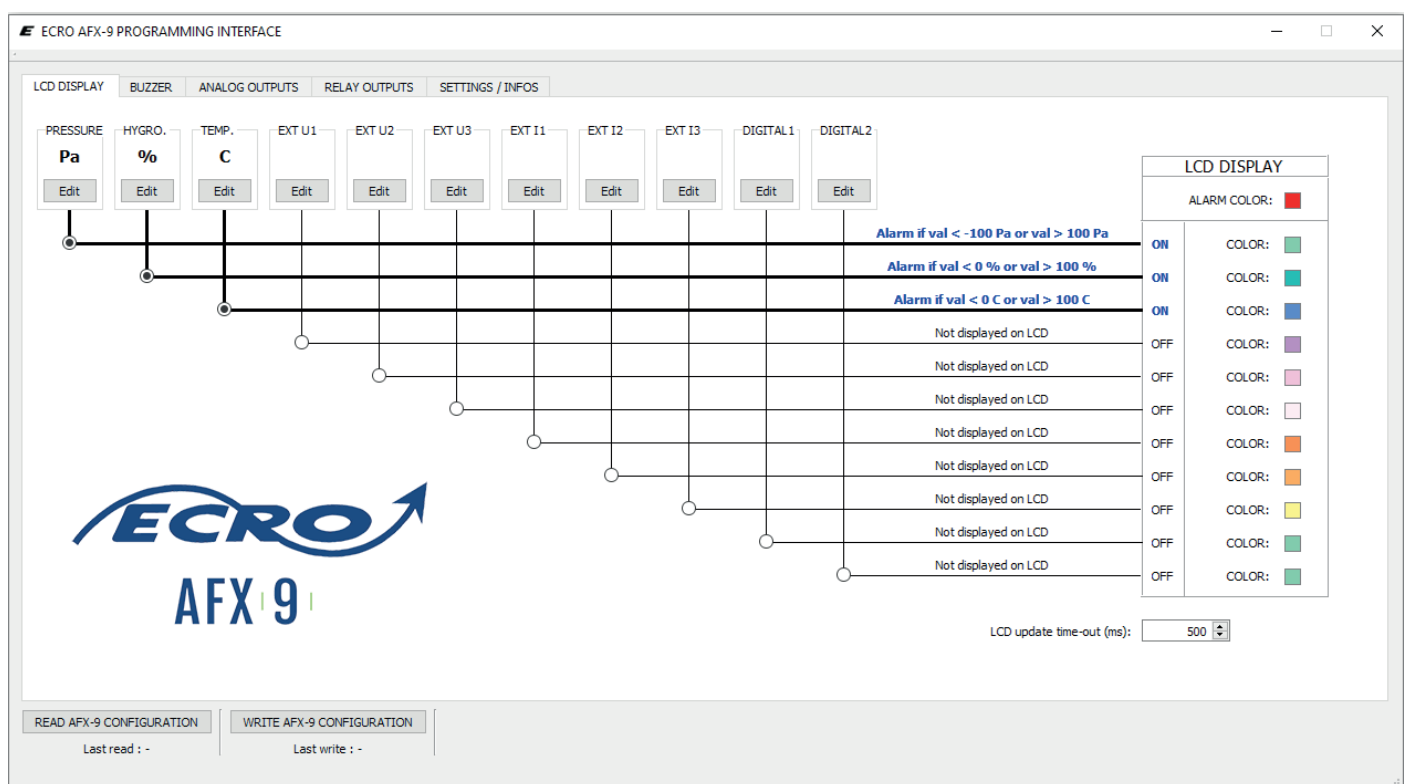 ECRO AFX-9 PROGRAMMING INTERFACE
LCD DISPLAY BUZZER ANALOG OUTPUTS RELAY OUTPUTS SETTINGS / INFOS
PRESSURE HYGRO. TEMP. EXT U1 EXT U2 EXT U3 EXT I1 EXT I2 EXT I3 DIGITAL1 DIGITAL2
Pa % C
Edit Edit Edit Edit Edit Edit Edit Edit Edit Edit Edit
LCD DISPLAY
ALARM COLOR:
Alarm if val < -100 Pa or val > 100 Pa ON COLOR:
Alarm if val < 0 % or val > 100 % ON COLOR:
Alarm if val < 0 C or val > 100 C ON COLOR:
Not displayed on LCD OFF COLOR:
Not displayed on LCD OFF COLOR:
Not displayed on LCD OFF COLOR:
Not displayed on LCD OFF COLOR:
Not displayed on LCD OFF COLOR:
Not displayed on LCD OFF COLOR:
Not displayed on LCD OFF COLOR:
Not displayed on LCD OFF COLOR:
ECRO
AFX 9
LCD update time-out (ms): 500
READ AFX-9 CONFIGURATION WRITE AFX-9 CONFIGURATION
Last read : - Last write : -